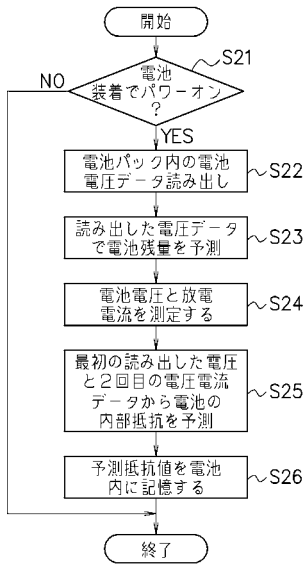 開始
電池
装着でパワーオン
?
S21
NO
YES
電池パック内の電池
電圧データ読み出し
S22
読み出した電圧データ
で電池残量を予測
S23
電池電圧と放電
電流を測定する
S24
最初の読み出した電圧
と2回目の電圧電流
データから電池の
内部抵抗を予測
S25
予測抵抗値を電池
内に記憶する
S26
終了